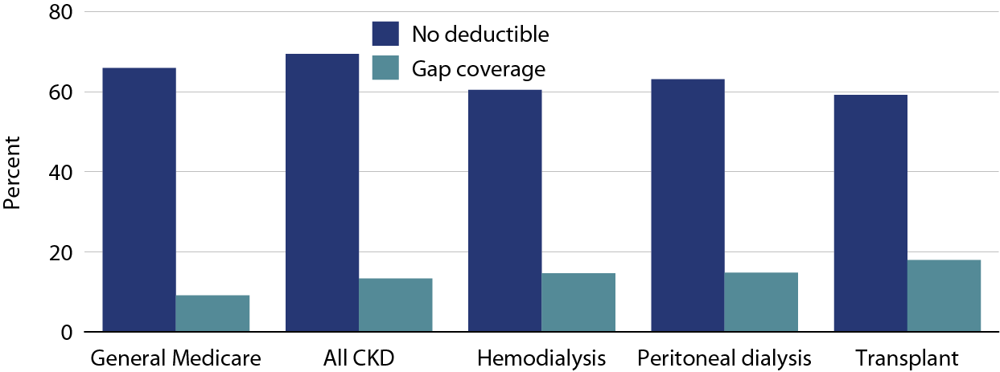 80
No deductible
Gap coverage
60
40
20
0
Percent
General Medicare
All CKD
Hemodialysis
Peritoneal dialysis
Transplant